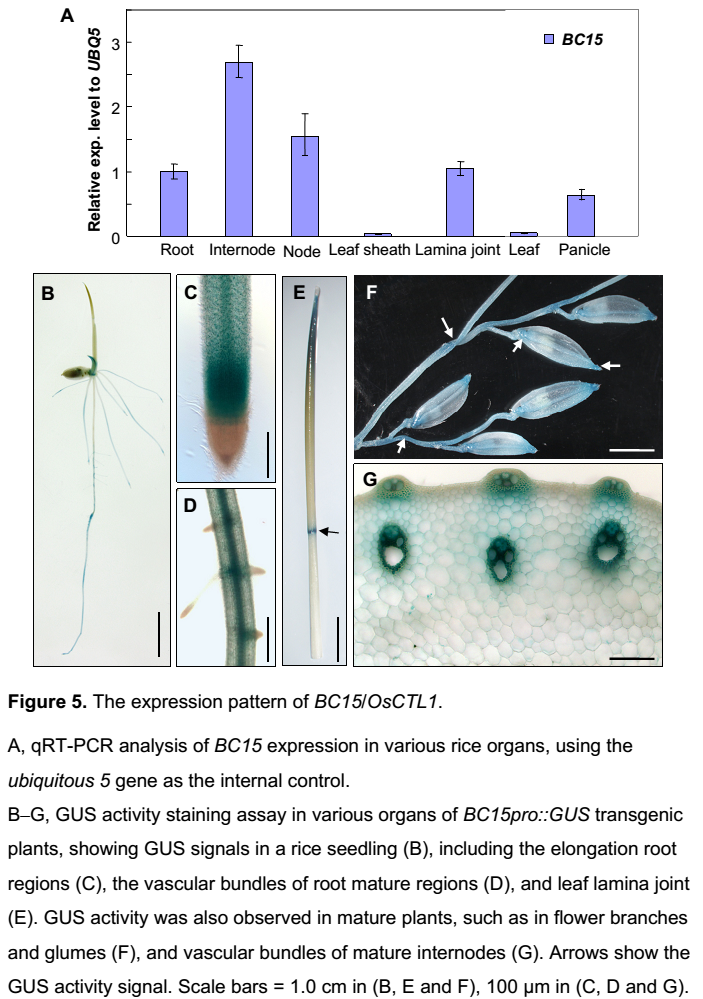 A
Relative exp. level to UBQ5
3
2
1
0
BC15
Root Internode Node Leaf sheath Lamina joint Leaf Panicle
B
C
D
E
F
G
Figure 5. The expression pattern of BC15/OsCTL1.
A, qRT-PCR analysis of BC15 expression in various rice organs, using the
ubiquitous 5 gene as the internal control.
B–G, GUS activity staining assay in various organs of BC15pro::GUS transgenic
plants, showing GUS signals in a rice seedling (B), including the elongation root
regions (C), the vascular bundles of root mature regions (D), and leaf lamina joint
(E). GUS activity was also observed in mature plants, such as in flower branches
and glumes (F), and vascular bundles of mature internodes (G). Arrows show the
GUS activity signal. Scale bars = 1.0 cm in (B, E and F), 100 μm in (C, D and G).